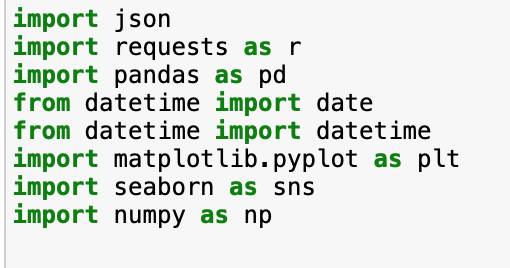 import json
import requests as r
import pandas as pd
from datetime import date
from datetime import datetime
import matplotlib.pyplot as plt
import seaborn as sns
import numpy as np